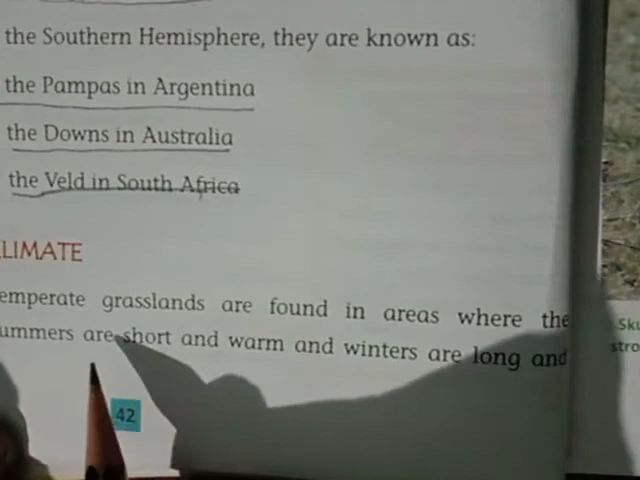 the Southern Hemisphere, they are known as:
the Pampas in Argentina
the Downs in Australia
the Veld in South Africa
LIMATE
emperate grasslands are found in areas where the
ummers are short and warm and winters are long and
42
Sku
stro